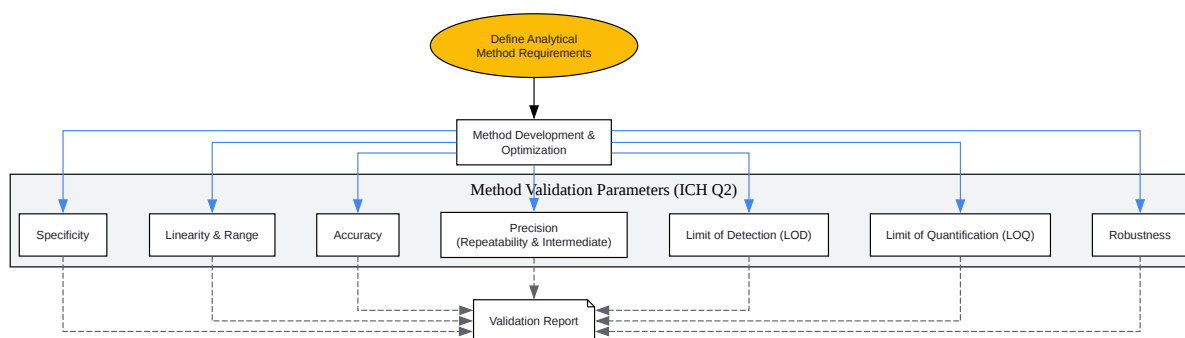 Define Analytical
Method Requirements
Method Development &
Optimization
Method Validation Parameters (ICH Q2)
Specificity
Linearity & Range
Accuracy
Precision
(Repeatability & Intermediate)
Limit of Detection (LOD)
Limit of Quantification (LOQ)
Robustness
Validation Report